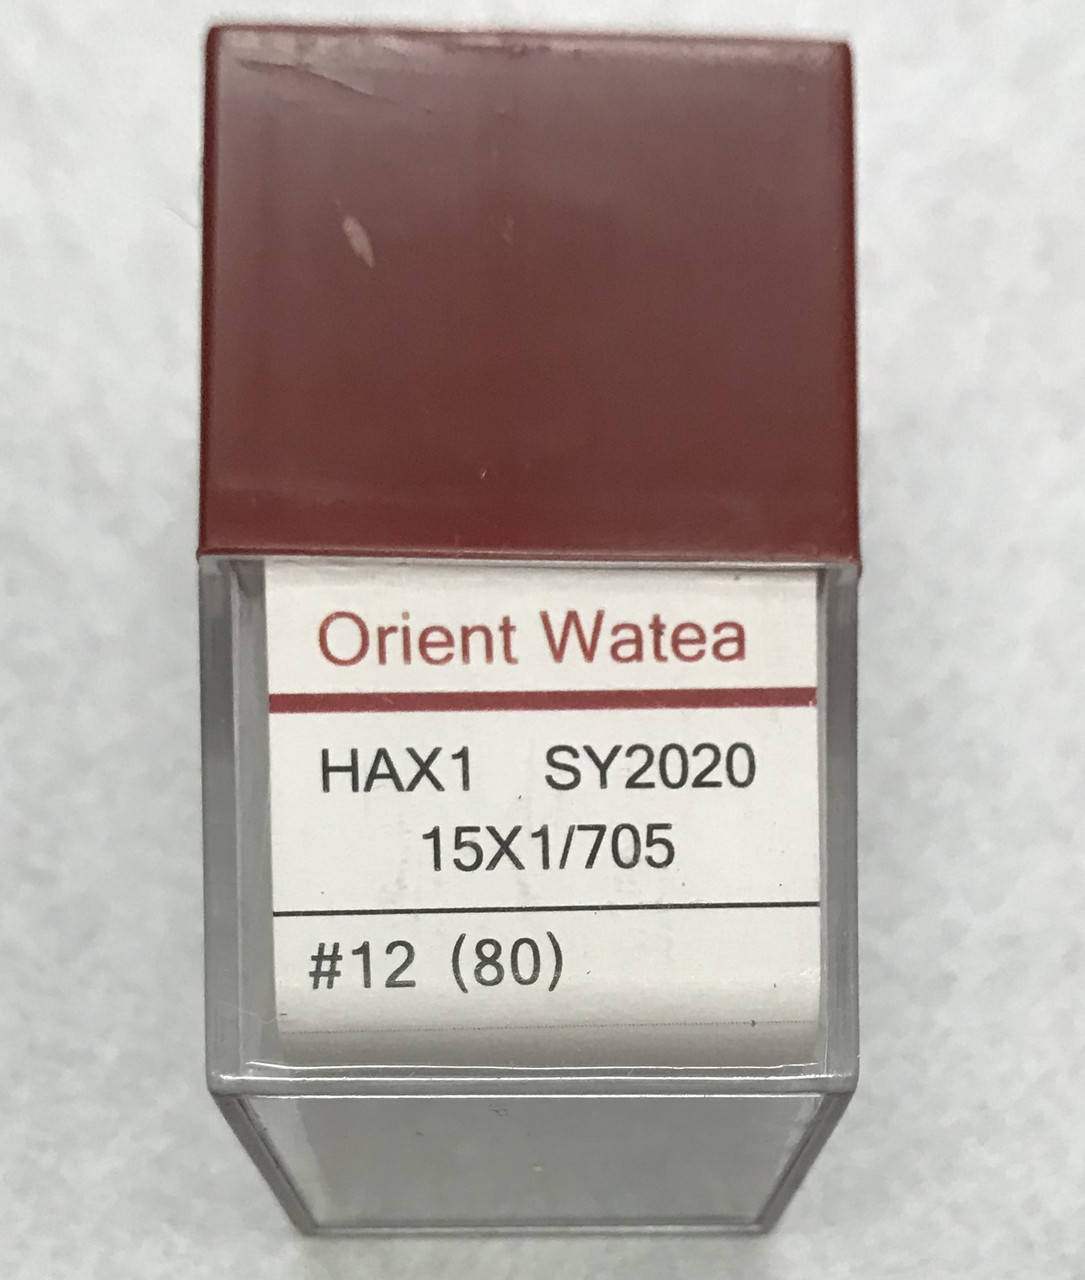 Orient Watea
HAX1 SY2020
15X1/705
#12 (80)